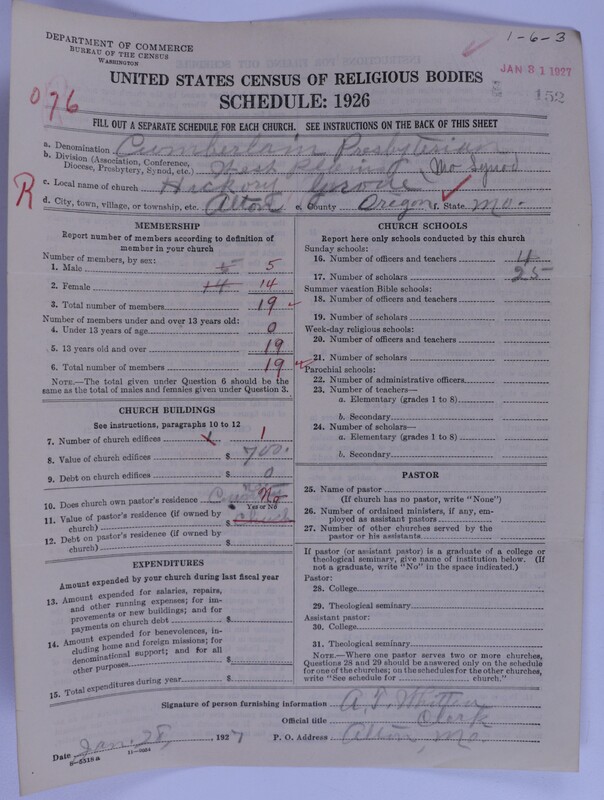 DEPARTMENT OF COMMERCE
BUREAU OF THE CENSUS
WASHINGTON
1-6-3
JAN 31 1927
152
076
UNITED STATES CENSUS OF RELIGIOUS BODIES
SCHEDULE: 1926
FILL OUT A SEPARATE SCHEDULE FOR EACH CHURCH. SEE INSTRUCTIONS ON THE BACK OF THIS SHEET
a. Denomination Cumberlain Presbyterian
b. Division (Association, Conference, Diocese, Presbytery, Synod, etc.) West Mo Synod
R
c. Local name of church Hickory
d. City, town, village, or township, etc. Alton e. County Oregon f. State Mo.
MEMBERSHIP
Report number of members according to definition of member in your church
Number of members, by sex:
1. Male 5 5
2. Female 14 14
3. Total number of members 19
Number of members under and over 13 years old:
4. Under 13 years of age 0
5. 13 years old and over 19
6. Total number of members 19
NOTE.—The total given under Question 6 should be the same as the total of males and females given under Question 3.
CHURCH BUILDINGS
See instructions, paragraphs 10 to 12
7. Number of church edifices 1
8. Value of church edifices $ 700.
9. Debt on church edifices $ 0
10. Does church own pastor's residence No
Yes or No
11. Value of pastor's residence (if owned by church) $ Church
12. Debt on pastor's residence (if owned by church) $
EXPENDITURES
Amount expended by your church during last fiscal year
13. Amount expended for salaries, repairs, and other running expenses; for improvements or new buildings; and for payments on church debt $
14. Amount expended for benevolences, including home and foreign missions; for denominational support; and for all other purposes $
15. Total expenditures during year $
CHURCH SCHOOLS
Report here only schools conducted by this church
Sunday schools:
16. Number of officers and teachers 4
17. Number of scholars 25
Summer vacation Bible schools:
18. Number of officers and teachers
19. Number of scholars
Week-day religious schools:
20. Number of officers and teachers
21. Number of scholars
Parochial schools:
22. Number of administrative officers
23. Number of teachers—
a. Elementary (grades 1 to 8)
b. Secondary
24. Number of scholars—
a. Elementary (grades 1 to 8)
b. Secondary
PASTOR
25. Name of pastor
(If church has no pastor, write "None")
26. Number of ordained ministers, if any, employed as assistant pastors
27. Number of other churches served by the pastor or his assistants
If pastor (or assistant pastor) is a graduate of a college or theological seminary, give name of institution below. (If not a graduate, write "No" in the space indicated.)
Pastor:
28. College
29. Theological seminary
Assistant pastor:
30. College
31. Theological seminary
NOTE.—Where one pastor serves two or more churches, Questions 28 and 29 should be answered only on the schedule for one of the churches; on the schedules for the other churches, write "See schedule for church."
Signature of person furnishing information A. T. Whitten
Official title Clerk
Date Jan. 28, 1927 P. O. Address Alton, Mo.
8-5518a 11-9064